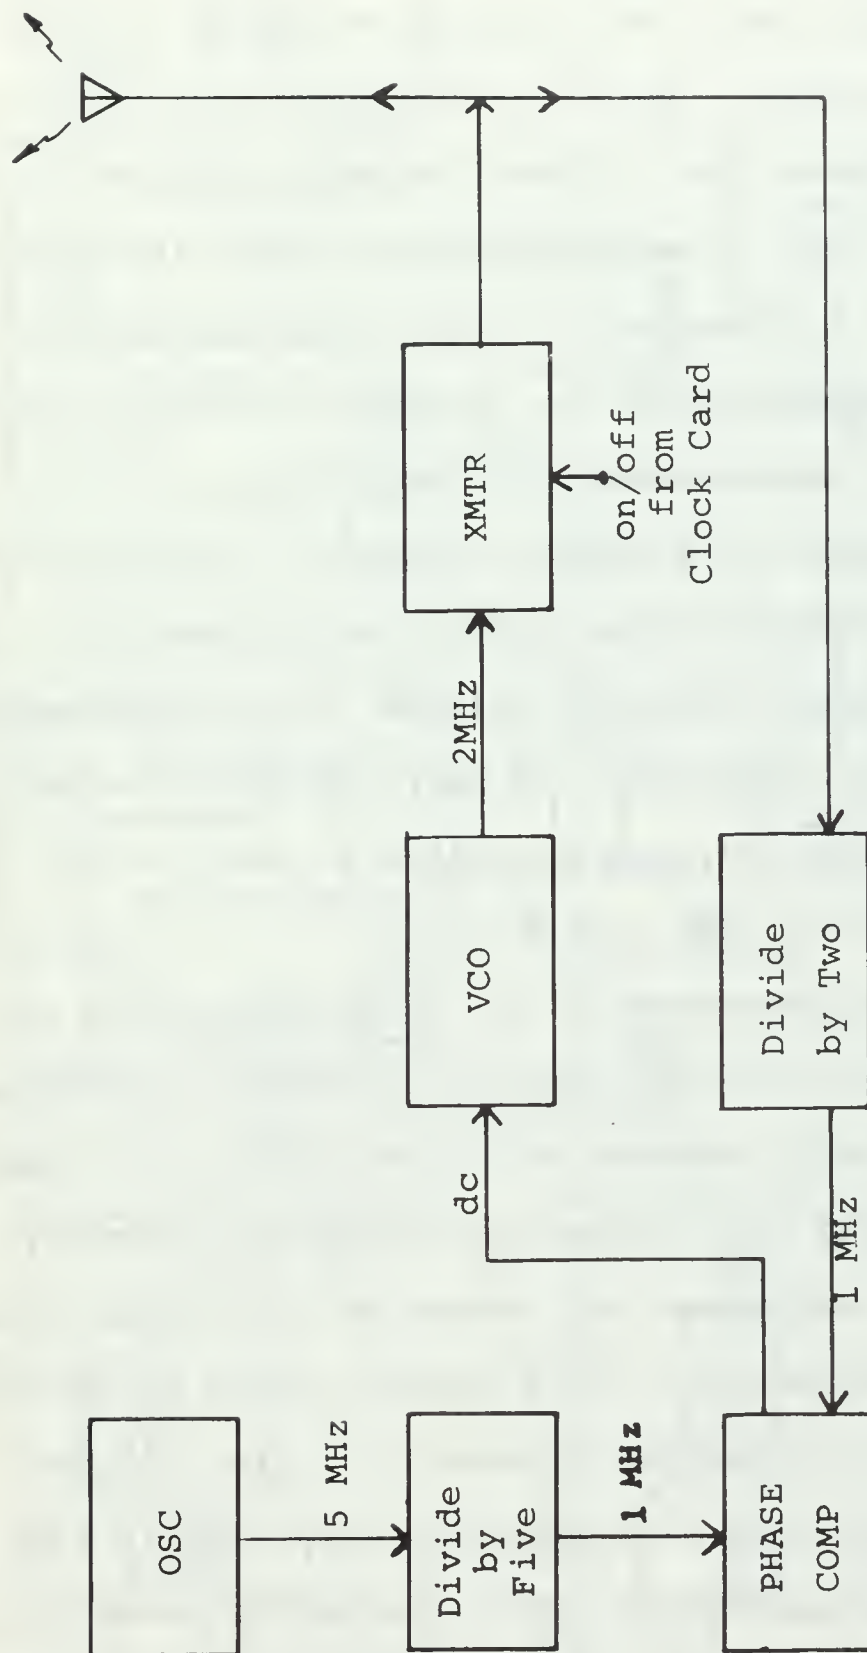 OSC
5 MHz
Divide
by
Five
1 MHz
PHASE
COMP
dc
VCO
2MHz
XMTR
on/off
from
Clock Card
Divide
by Two
1 MHz